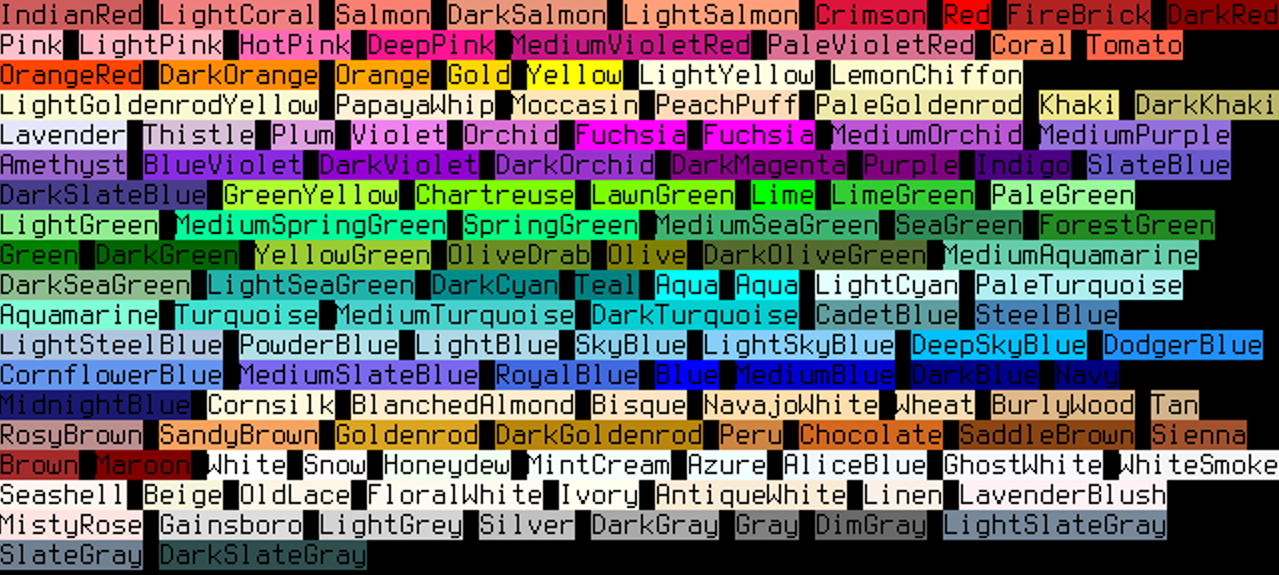 IndianRed LightCoral Salmon DarkSalmon LightSalmon Crimson Red FireBrick DarkRed
Pink LightPink HotPink DeepPink MediumVioletRed PaleVioletRed Coral Tomato
OrangeRed DarkOrange Orange Gold Yellow LightYellow LemonChiffon
LightGoldenrodYellow PapayaWhip Moccasin PeachPuff PaleGoldenrod Khaki DarkKhaki
Lavender Thistle Plum Violet Orchid Fuchsia Fuchsia MediumOrchid MediumPurple
Amethyst BlueViolet DarkViolet DarkOrchid DarkMagenta Purple Indigo SlateBlue
DarkSlateBlue GreenYellow Chartreuse LawnGreen Lime LimeGreen PaleGreen
LightGreen MediumSpringGreen SpringGreen MediumSeaGreen SeaGreen ForestGreen
Green DarkGreen YellowGreen OliveDrab Olive DarkOliveGreen MediumAquamarine
DarkSeaGreen LightSeaGreen DarkCyan Teal Aqua Aqua LightCyan PaleTurquoise
Aquamarine Turquoise MediumTurquoise DarkTurquoise CadetBlue SteelBlue
LightSteelBlue PowderBlue LightBlue SkyBlue LightSkyBlue DeepSkyBlue DodgerBlue
CornflowerBlue MediumSlateBlue RoyalBlue Blue MediumBlue DarkBlue Navy
MidnightBlue Cornsilk BlanchedAlmond Bisque NavajoWhite Wheat BurlyWood Tan
RosyBrown SandyBrown Goldenrod DarkGoldenrod Peru Chocolate SaddleBrown Sienna
Brown Maroon White Snow Honeydew MintCream Azure AliceBlue GhostWhite WhiteSmoke
Seashell Beige OldLace FloralWhite Ivory AntiqueWhite Linen LavenderBlush
MistyRose Gainsboro LightGrey Silver DarkGray Gray DimGray LightSlateGray
SlateGray DarkSlateGray